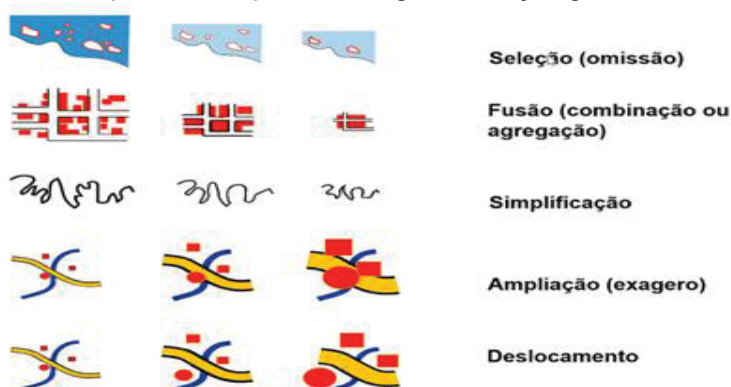 Seleção (omissão)
Fusão (combinação ou
agregação)
Simplificação
Ampliação (exagero)
Deslocamento